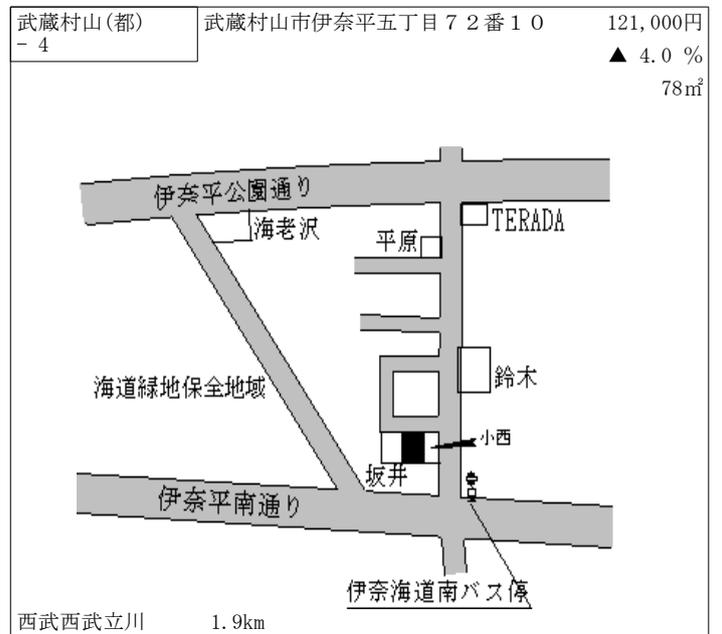 武蔵村山(都)
- 4
武蔵村山市伊奈平五丁目７２番１０
121,000円
▲ 4.0 %
78㎡
伊奈平公園通り
海老沢
平原
TERADA
鈴木
海道緑地保全地域
小西
坂井
伊奈平南通り
伊奈海道南バス停
西武西武立川 1.9km